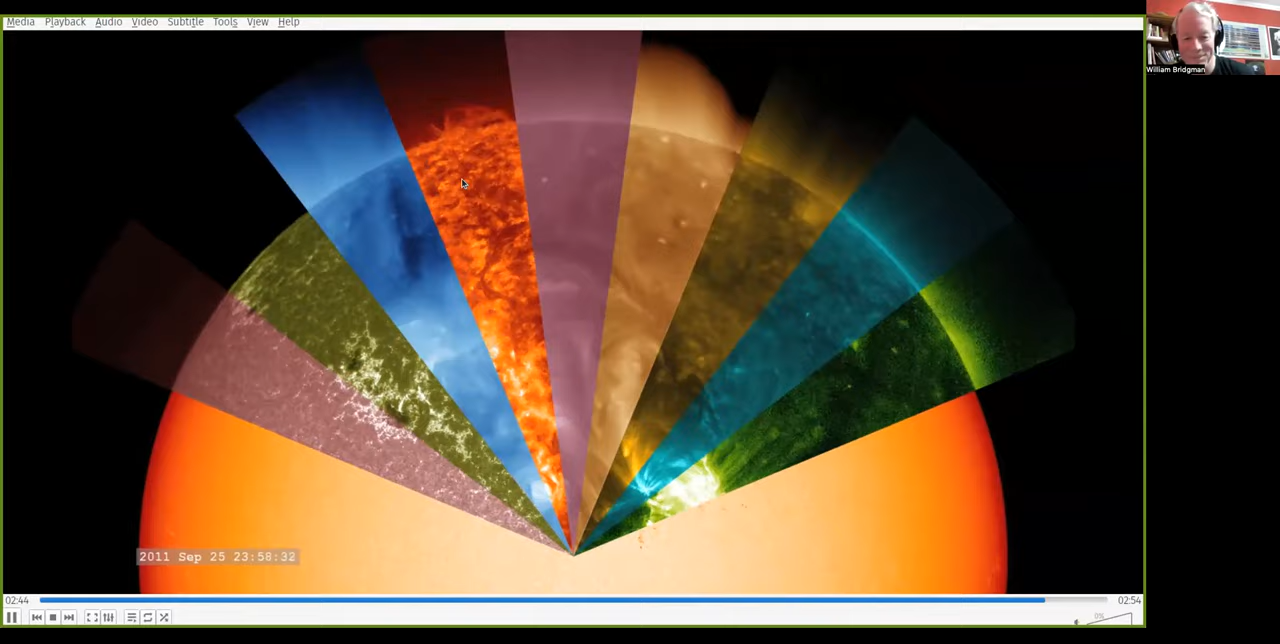 Media Playback Audio Video Subtitle Tools View Help
William Bridgman
2011 Sep 25 23:58:32
02:44
02:54
0%